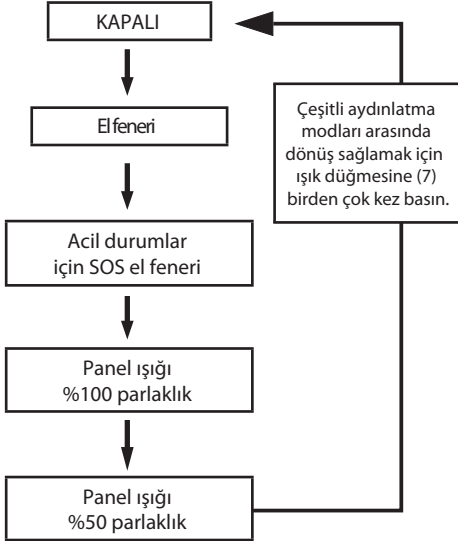 KAPALI
El feneri
Acil durumlar
için SOS el feneri
Panel ışığı
%100 parlaklık
Panel ışığı
%50 parlaklık
Çeşitli aydınlatma
modları arasında
dönüş sağlamak için
ışık düğmesine (7)
birden çok kez basın.